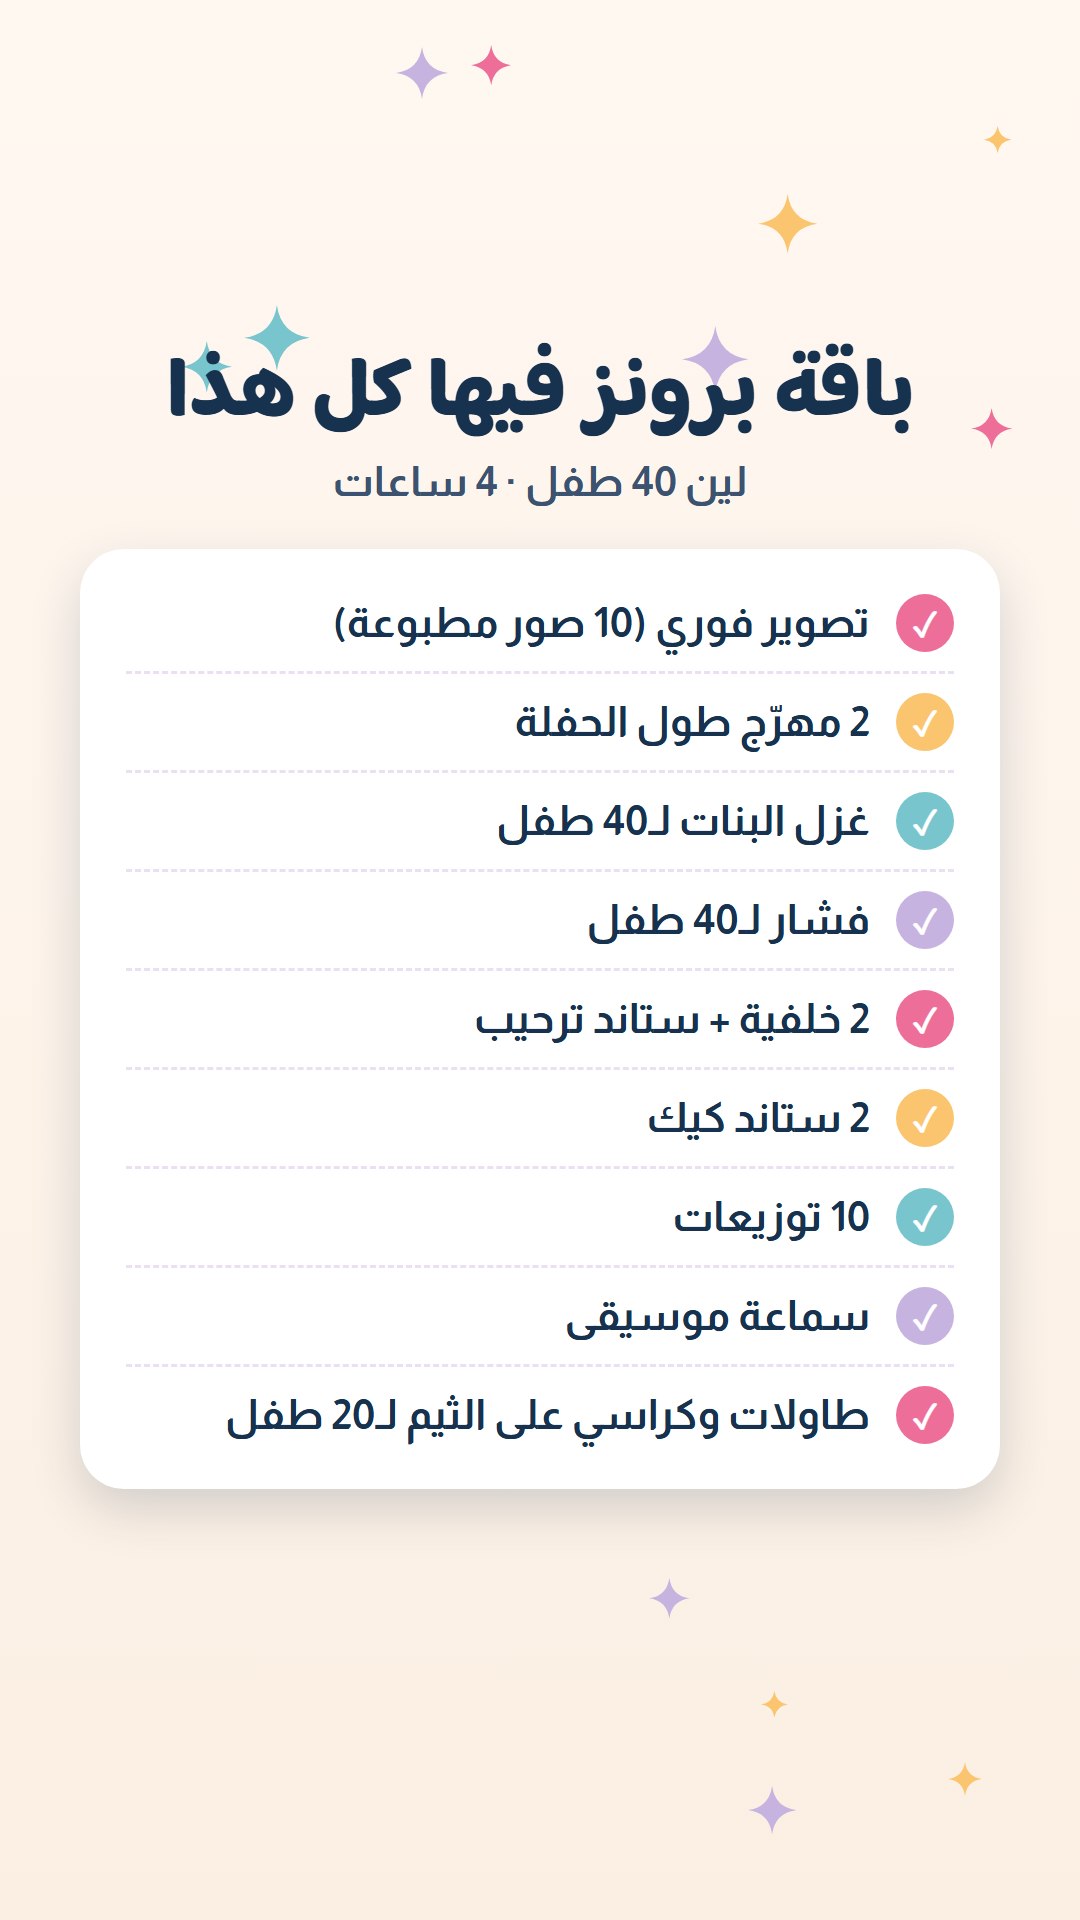 باقة برونز فيها كل هذا
لين 40 طفل · 4 ساعات
تصوير فوري (10 صور مطبوعة)
2 مهرّج طول الحفلة
غزل البنات لـ40 طفل
فشار لـ40 طفل
2 خلفية + ستاند ترحيب
2 ستاند كيك
10 توزيعات
سماعة موسيقى
طاولات وكراسي على الثيم لـ20 طفل